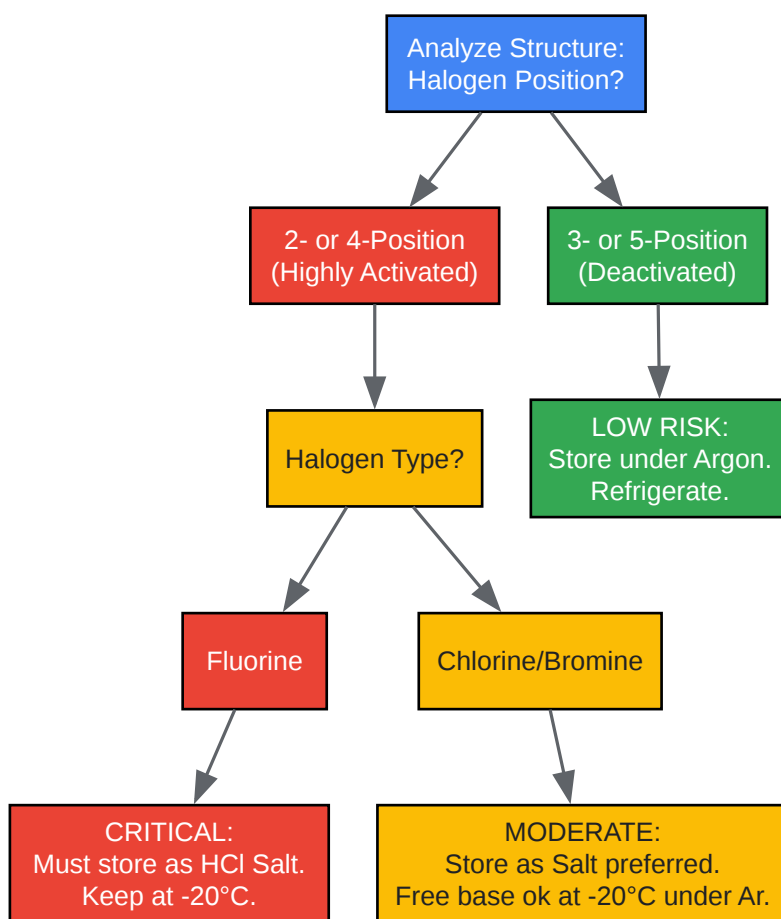 Analyze Structure:
Halogen Position?
2- or 4-Position
(Highly Activated)
3- or 5-Position
(Deactivated)
Halogen Type?
LOW RISK:
Store under Argon.
Refrigerate.
Fluorine
Chlorine/Bromine
CRITICAL:
Must store as HCl Salt.
Keep at -20°C.
MODERATE:
Store as Salt preferred.
Free base ok at -20°C under Ar.